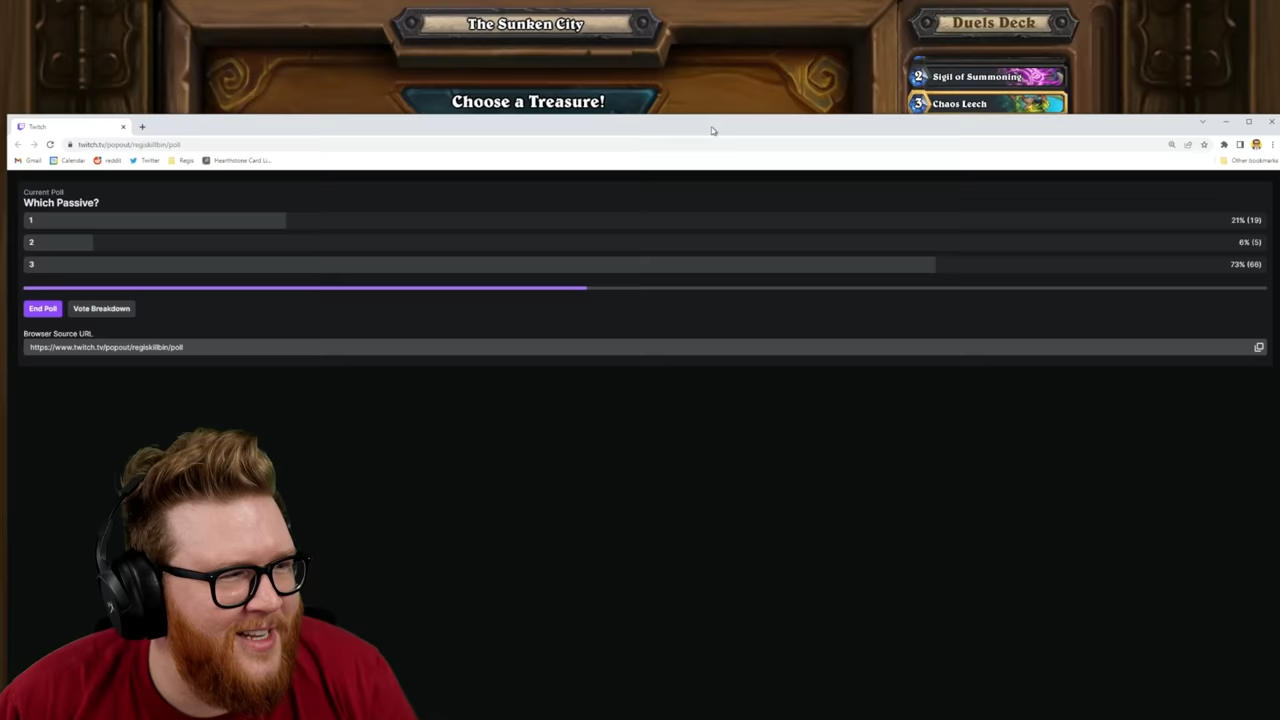 The Sunken City
Duels Deck
2 Sigil of Summoning
Choose a Treasure!
3 Chaos Leech
Twitch
twitch.tv/popout/regiskillbin/poll
Gmail Calendar reddit Twitter Regis Hearthstone Card Li... Other bookmarks
Current Poll
Which Passive?
1 21% (19)
2 6% (5)
3 73% (66)
End Poll Vote Breakdown
Browser Source URL
https://www.twitch.tv/popout/regiskillbin/poll